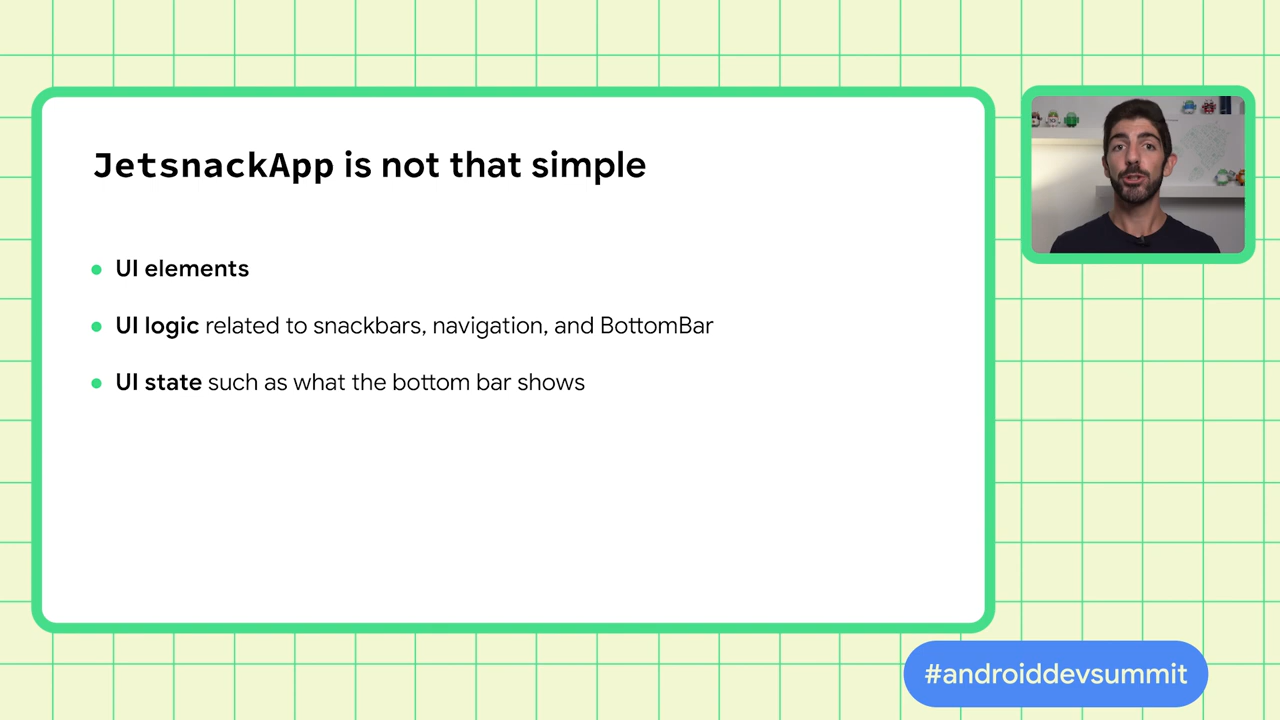 JetsnackApp is not that simple
UI elements
UI logic related to snackbars, navigation, and BottomBar
UI state such as what the bottom bar shows
#androiddevsummit